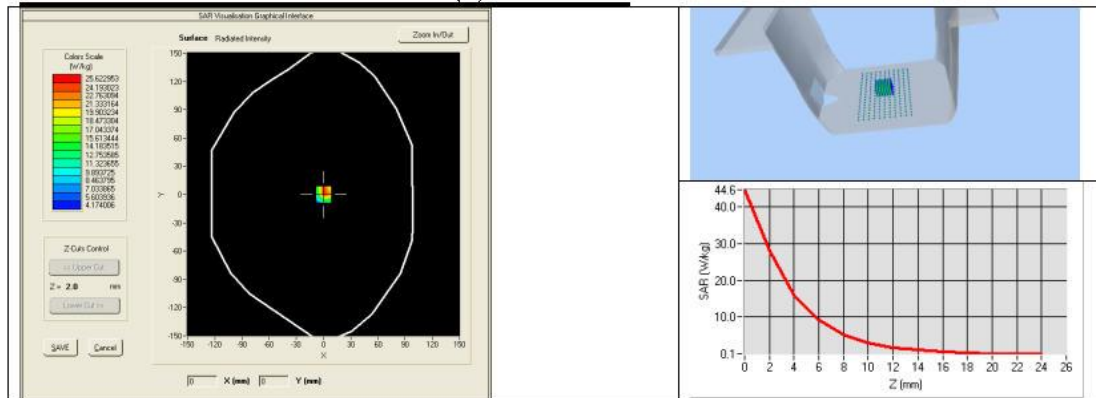 SAR Visualisation Graphical Interface
Surface Radiated Intensity
Zoom In/Out
Colors Scale
(W/kg)
25.622953
24.193023
22.763094
21.333164
19.903234
18.473304
17.043374
15.613444
14.183515
12.753585
11.323655
9.893725
8.463795
7.033865
5.603936
4.174006
Z-Cuts Control
<< Upper Cut
Z = 2.0 mm
Lower Cut >>
SAVE Cancel
150
120
90
60
30
0
-30
-60
-90
-120
-150
Y
-150 -120 -90 -60 -30 0 30 60 90 120 150
X
0 X (mm) 0 Y (mm)
44.6
40.0
30.0
20.0
10.0
0.1
SAR (W/kg)
0 2 4 6 8 10 12 14 16 18 20 22 24 26
Z (mm)